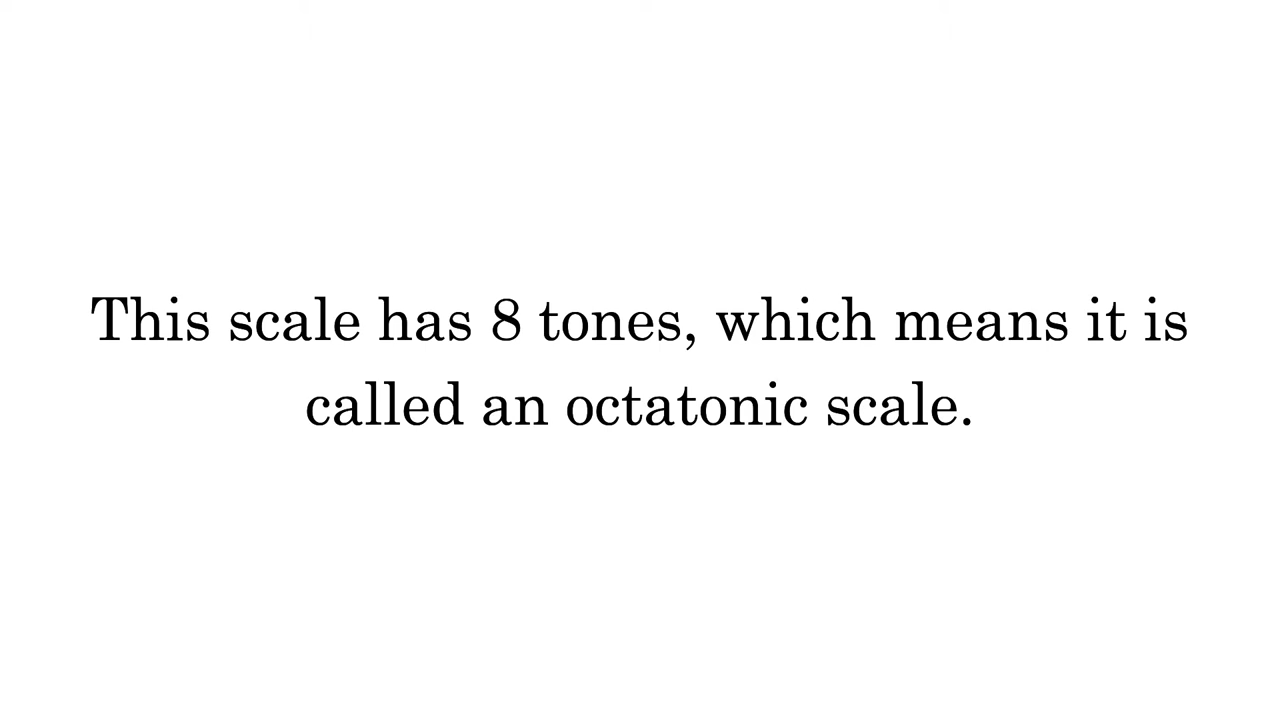 This scale has 8 tones, which means it is
called an octatonic scale.